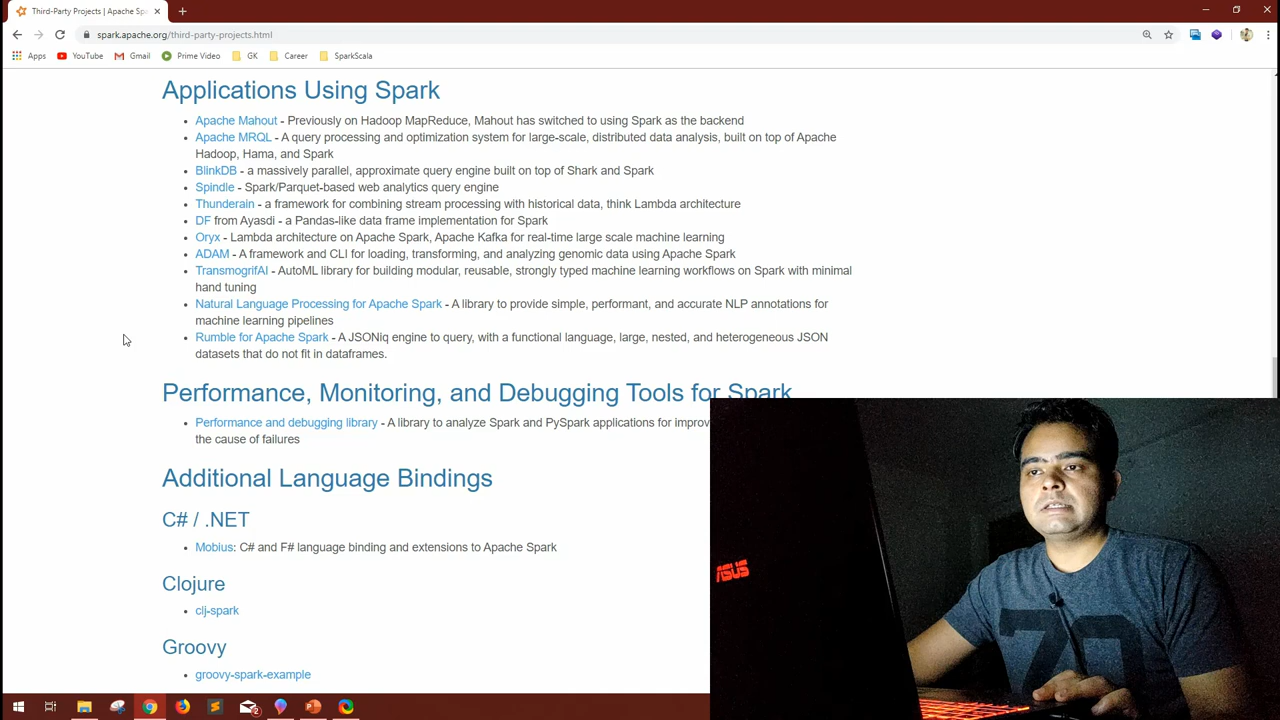 Third-Party Projects | Apache Spa
spark.apache.org/third-party-projects.html
Apps YouTube Gmail Prime Video GK Career SparkScala
Applications Using Spark
Apache Mahout - Previously on Hadoop MapReduce, Mahout has switched to using Spark as the backend
Apache MRQL - A query processing and optimization system for large-scale, distributed data analysis, built on top of Apache
Hadoop, Hama, and Spark
BlinkDB - a massively parallel, approximate query engine built on top of Shark and Spark
Spindle - Spark/Parquet-based web analytics query engine
Thunderain - a framework for combining stream processing with historical data, think Lambda architecture
DF from Ayasdi - a Pandas-like data frame implementation for Spark
Oryx - Lambda architecture on Apache Spark, Apache Kafka for real-time large scale machine learning
ADAM - A framework and CLI for loading, transforming, and analyzing genomic data using Apache Spark
TransmogrifAI - AutoML library for building modular, reusable, strongly typed machine learning workflows on Spark with minimal
hand tuning
Natural Language Processing for Apache Spark - A library to provide simple, performant, and accurate NLP annotations for
machine learning pipelines
Rumble for Apache Spark - A JSONiq engine to query, with a functional language, large, nested, and heterogeneous JSON
datasets that do not fit in dataframes.
Performance, Monitoring, and Debugging Tools for Spark
Performance and debugging library - A library to analyze Spark and PySpark applications for improv
the cause of failures
Additional Language Bindings
C# / .NET
Mobius: C# and F# language binding and extensions to Apache Spark
Clojure
clj-spark
Groovy
groovy-spark-example
ASUS
70
2